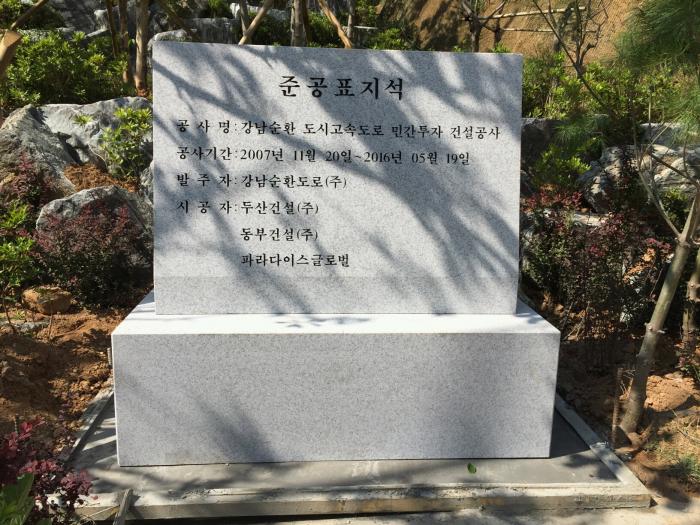 준공표지석
공 사 명:강남순환 도시고속도로 민간투자 건설공사
공사기간:2007년 11월 20일~2016년 05월 19일
발 주 자:강남순환도로(주)
시 공 자:두산건설(주)
동부건설(주)
파라다이스글로벌